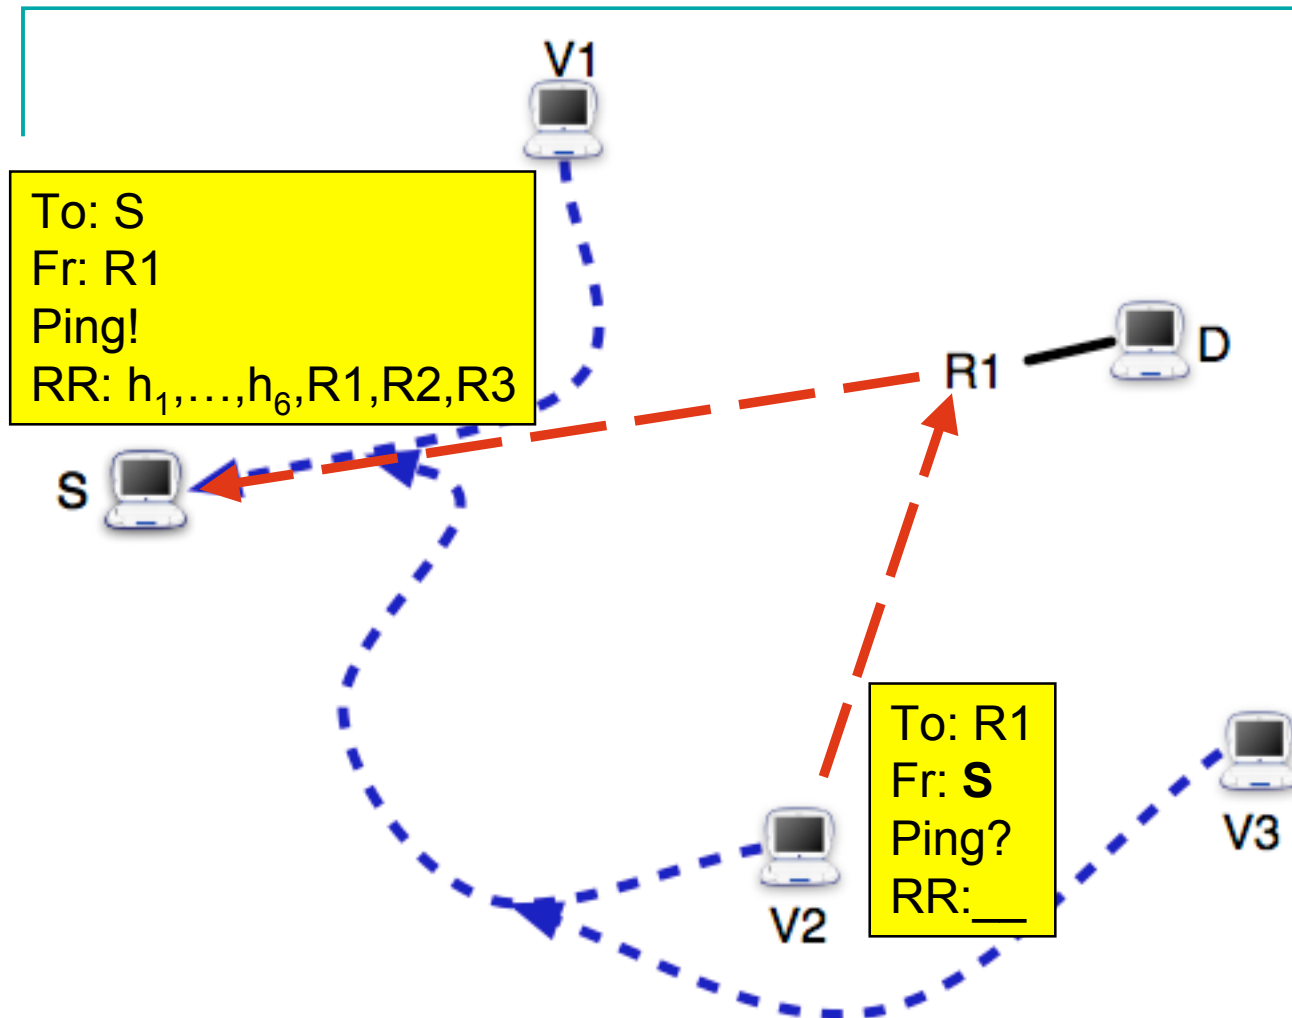 V1
To: S
Fr: R1
Ping!
RR: h₁,…,h₆,R1,R2,R3
D
R1
S
To: R1
Fr: S
Ping?
RR:__
V3
V2